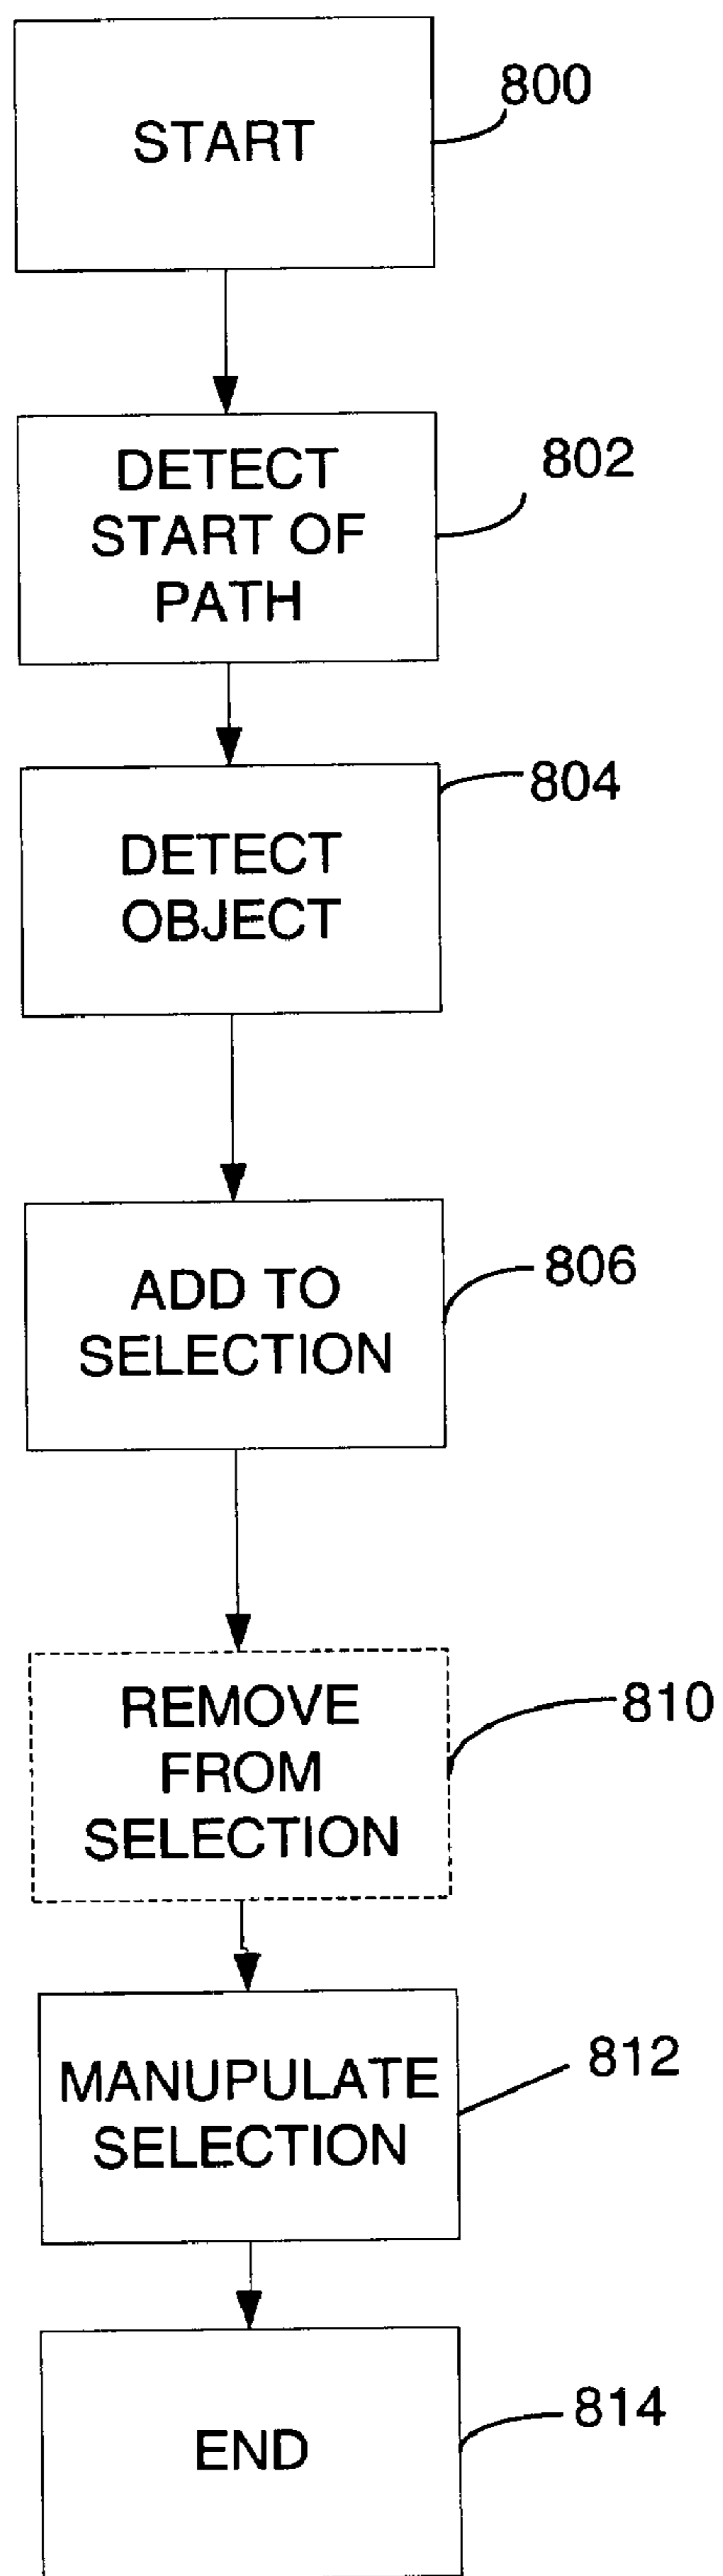 START
800
DETECT
START OF
PATH
802
DETECT
OBJECT
804
ADD TO
SELECTION
806
REMOVE
FROM
SELECTION
810
MANUPULATE
SELECTION
812
END
814